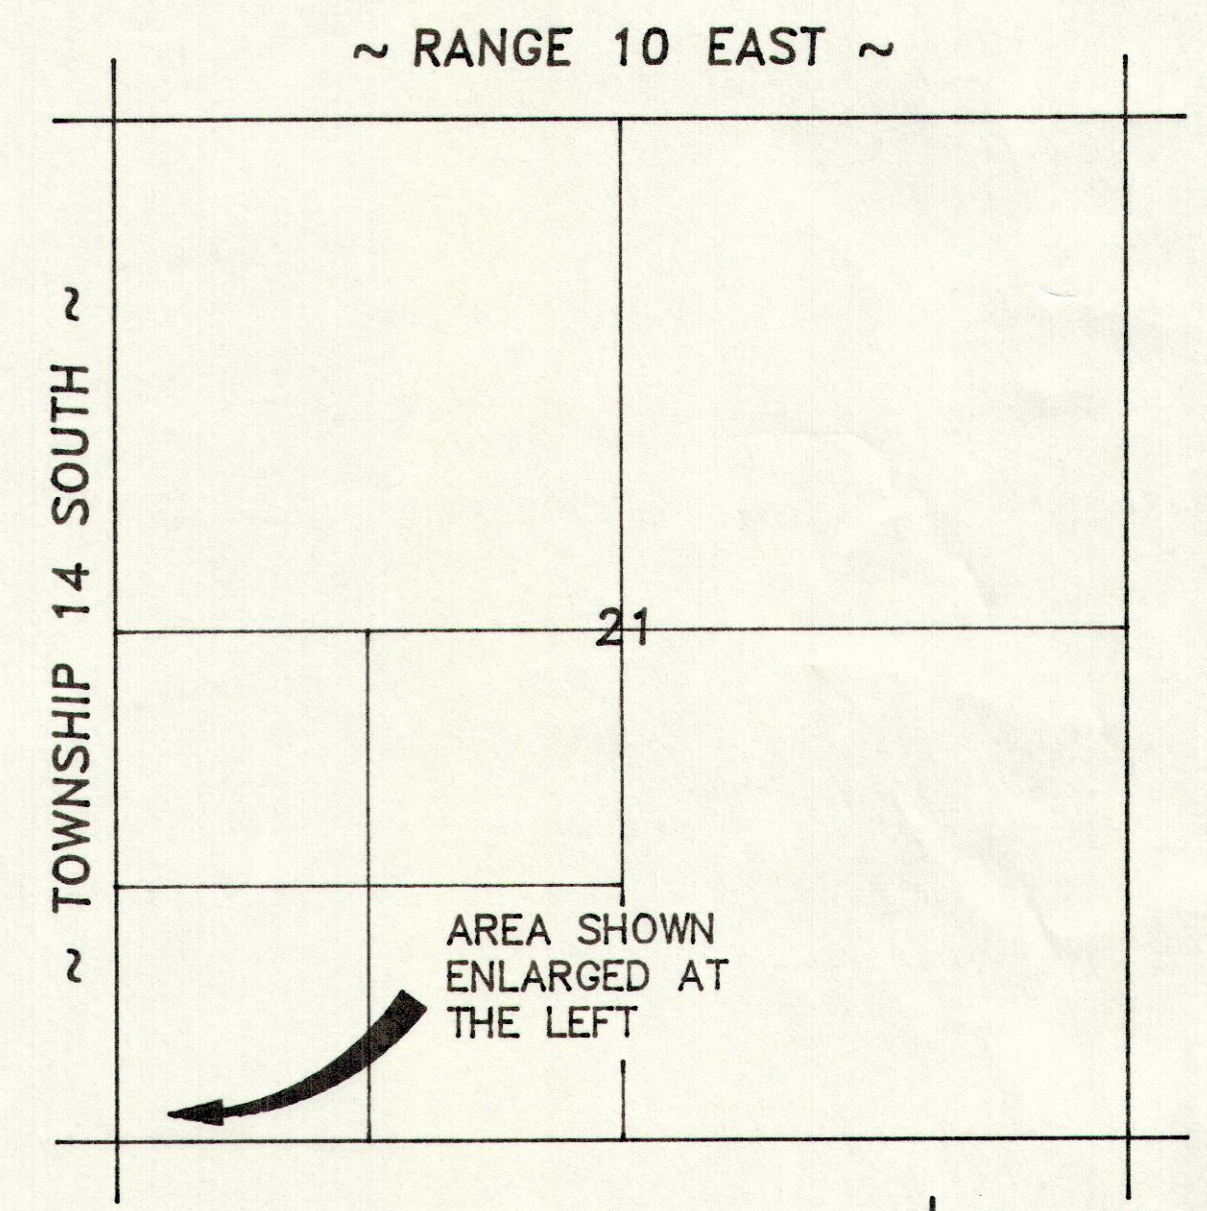 ~ RANGE 10 EAST ~
~ TOWNSHIP 14 SOUTH ~
21
AREA SHOWN
ENLARGED AT
THE LEFT